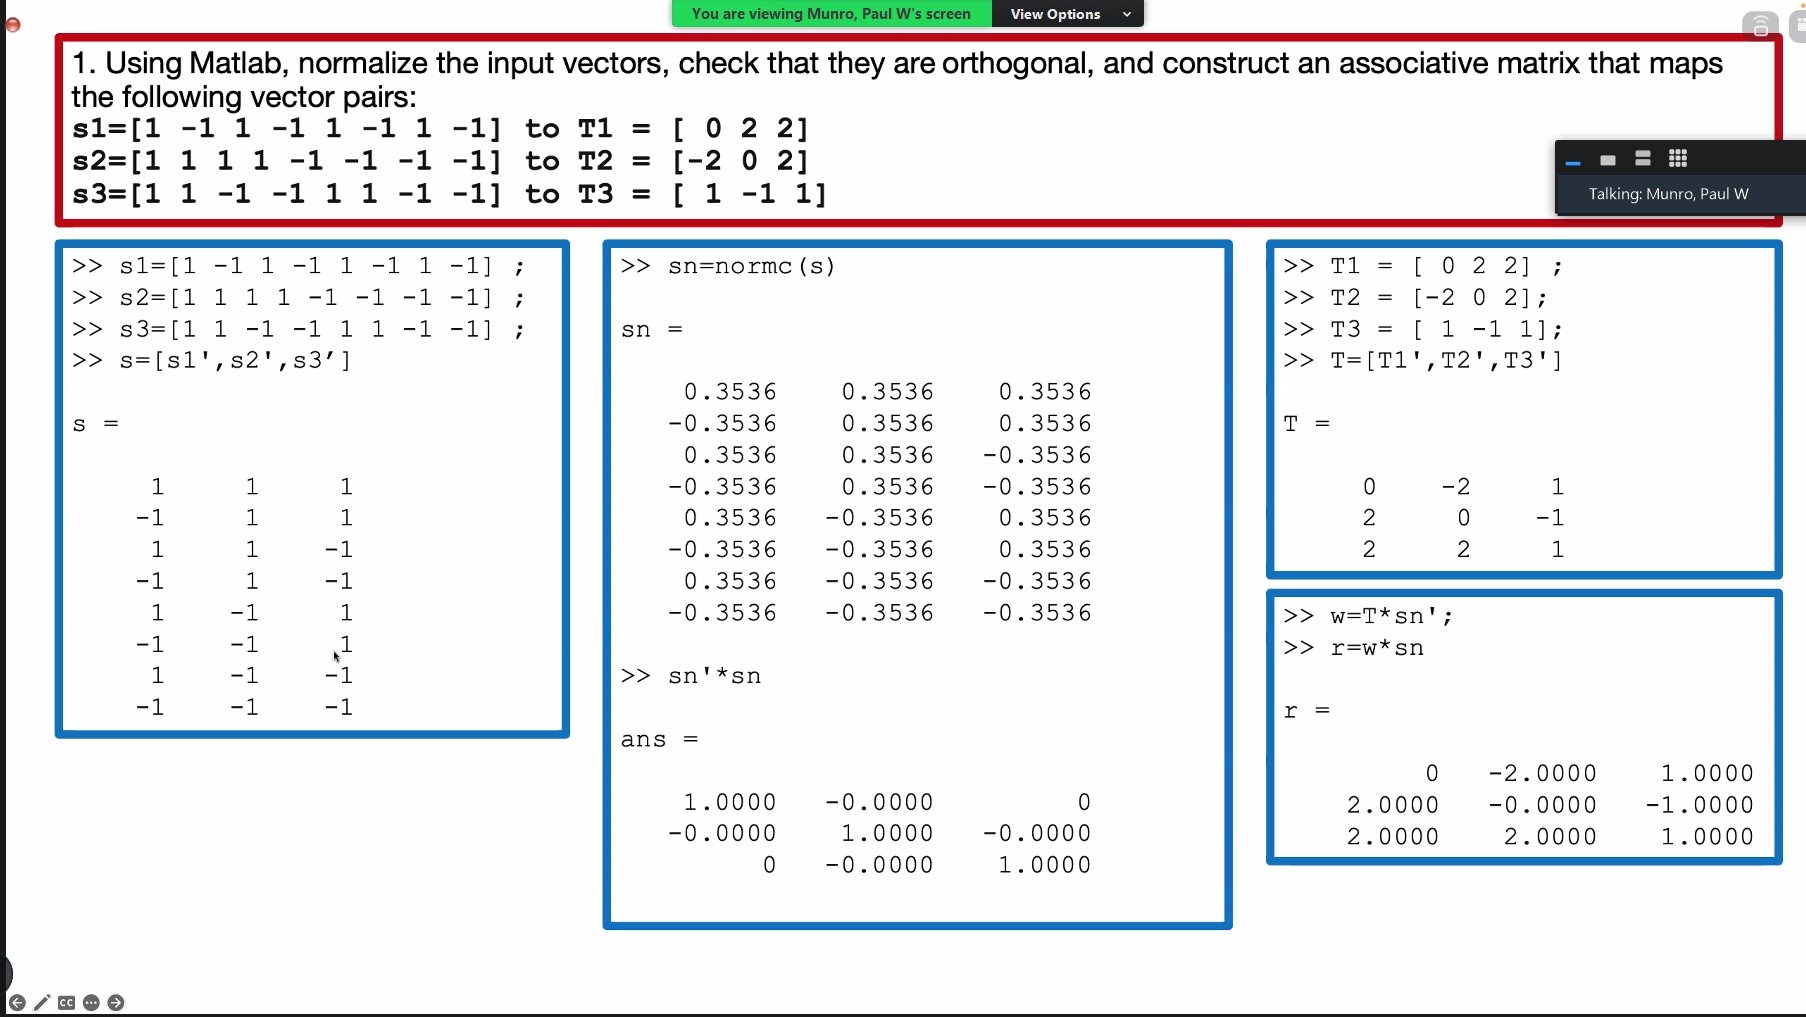 You are viewing Munro, Paul W's screen
View Options
1. Using Matlab, normalize the input vectors, check that they are orthogonal, and construct an associative matrix that maps
the following vector pairs:
s1=[1 -1 1 -1 1 -1 1 -1] to T1 = [ 0 2 2]
s2=[1 1 1 1 -1 -1 -1 -1] to T2 = [-2 0 2]
s3=[1 1 -1 -1 1 1 -1 -1] to T3 = [ 1 -1 1]
Talking: Munro, Paul W
>> s1=[1 -1 1 -1 1 -1 1 -1] ;
>> s2=[1 1 1 1 -1 -1 -1 -1] ;
>> s3=[1 1 -1 -1 1 1 -1 -1] ;
>> s=[s1',s2',s3’]
s =
1 1 1
-1 1 1
1 1 -1
-1 1 -1
1 -1 1
-1 -1 1
1 -1 -1
-1 -1 -1
>> sn=normc(s)
sn =
0.3536 0.3536 0.3536
-0.3536 0.3536 0.3536
0.3536 0.3536 -0.3536
-0.3536 0.3536 -0.3536
0.3536 -0.3536 0.3536
-0.3536 -0.3536 0.3536
0.3536 -0.3536 -0.3536
-0.3536 -0.3536 -0.3536
>> sn'*sn
ans =
1.0000 -0.0000 0
-0.0000 1.0000 -0.0000
0 -0.0000 1.0000
>> T1 = [ 0 2 2] ;
>> T2 = [-2 0 2];
>> T3 = [ 1 -1 1];
>> T=[T1',T2',T3']
T =
0 -2 1
2 0 -1
2 2 1
>> w=T*sn';
>> r=w*sn
r =
0 -2.0000 1.0000
2.0000 -0.0000 -1.0000
2.0000 2.0000 1.0000
CC